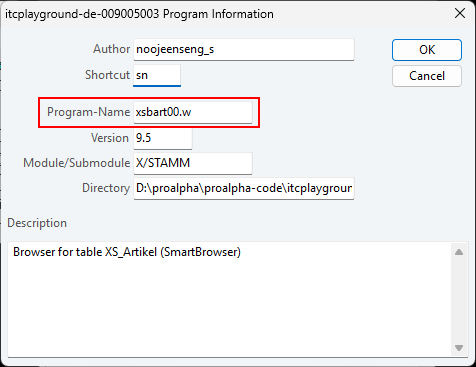 itcplayground-de-009005003 Program Information
Author noojeenseng_s
OK
Shortcut sn
Cancel
Program-Name xsbart00.w
Version 9.5
Module/Submodule X/STAMM
Directory D:\proalpha\proalpha-code\itcplaygrour
Description
Browser for table XS_Artikel (SmartBrowser)